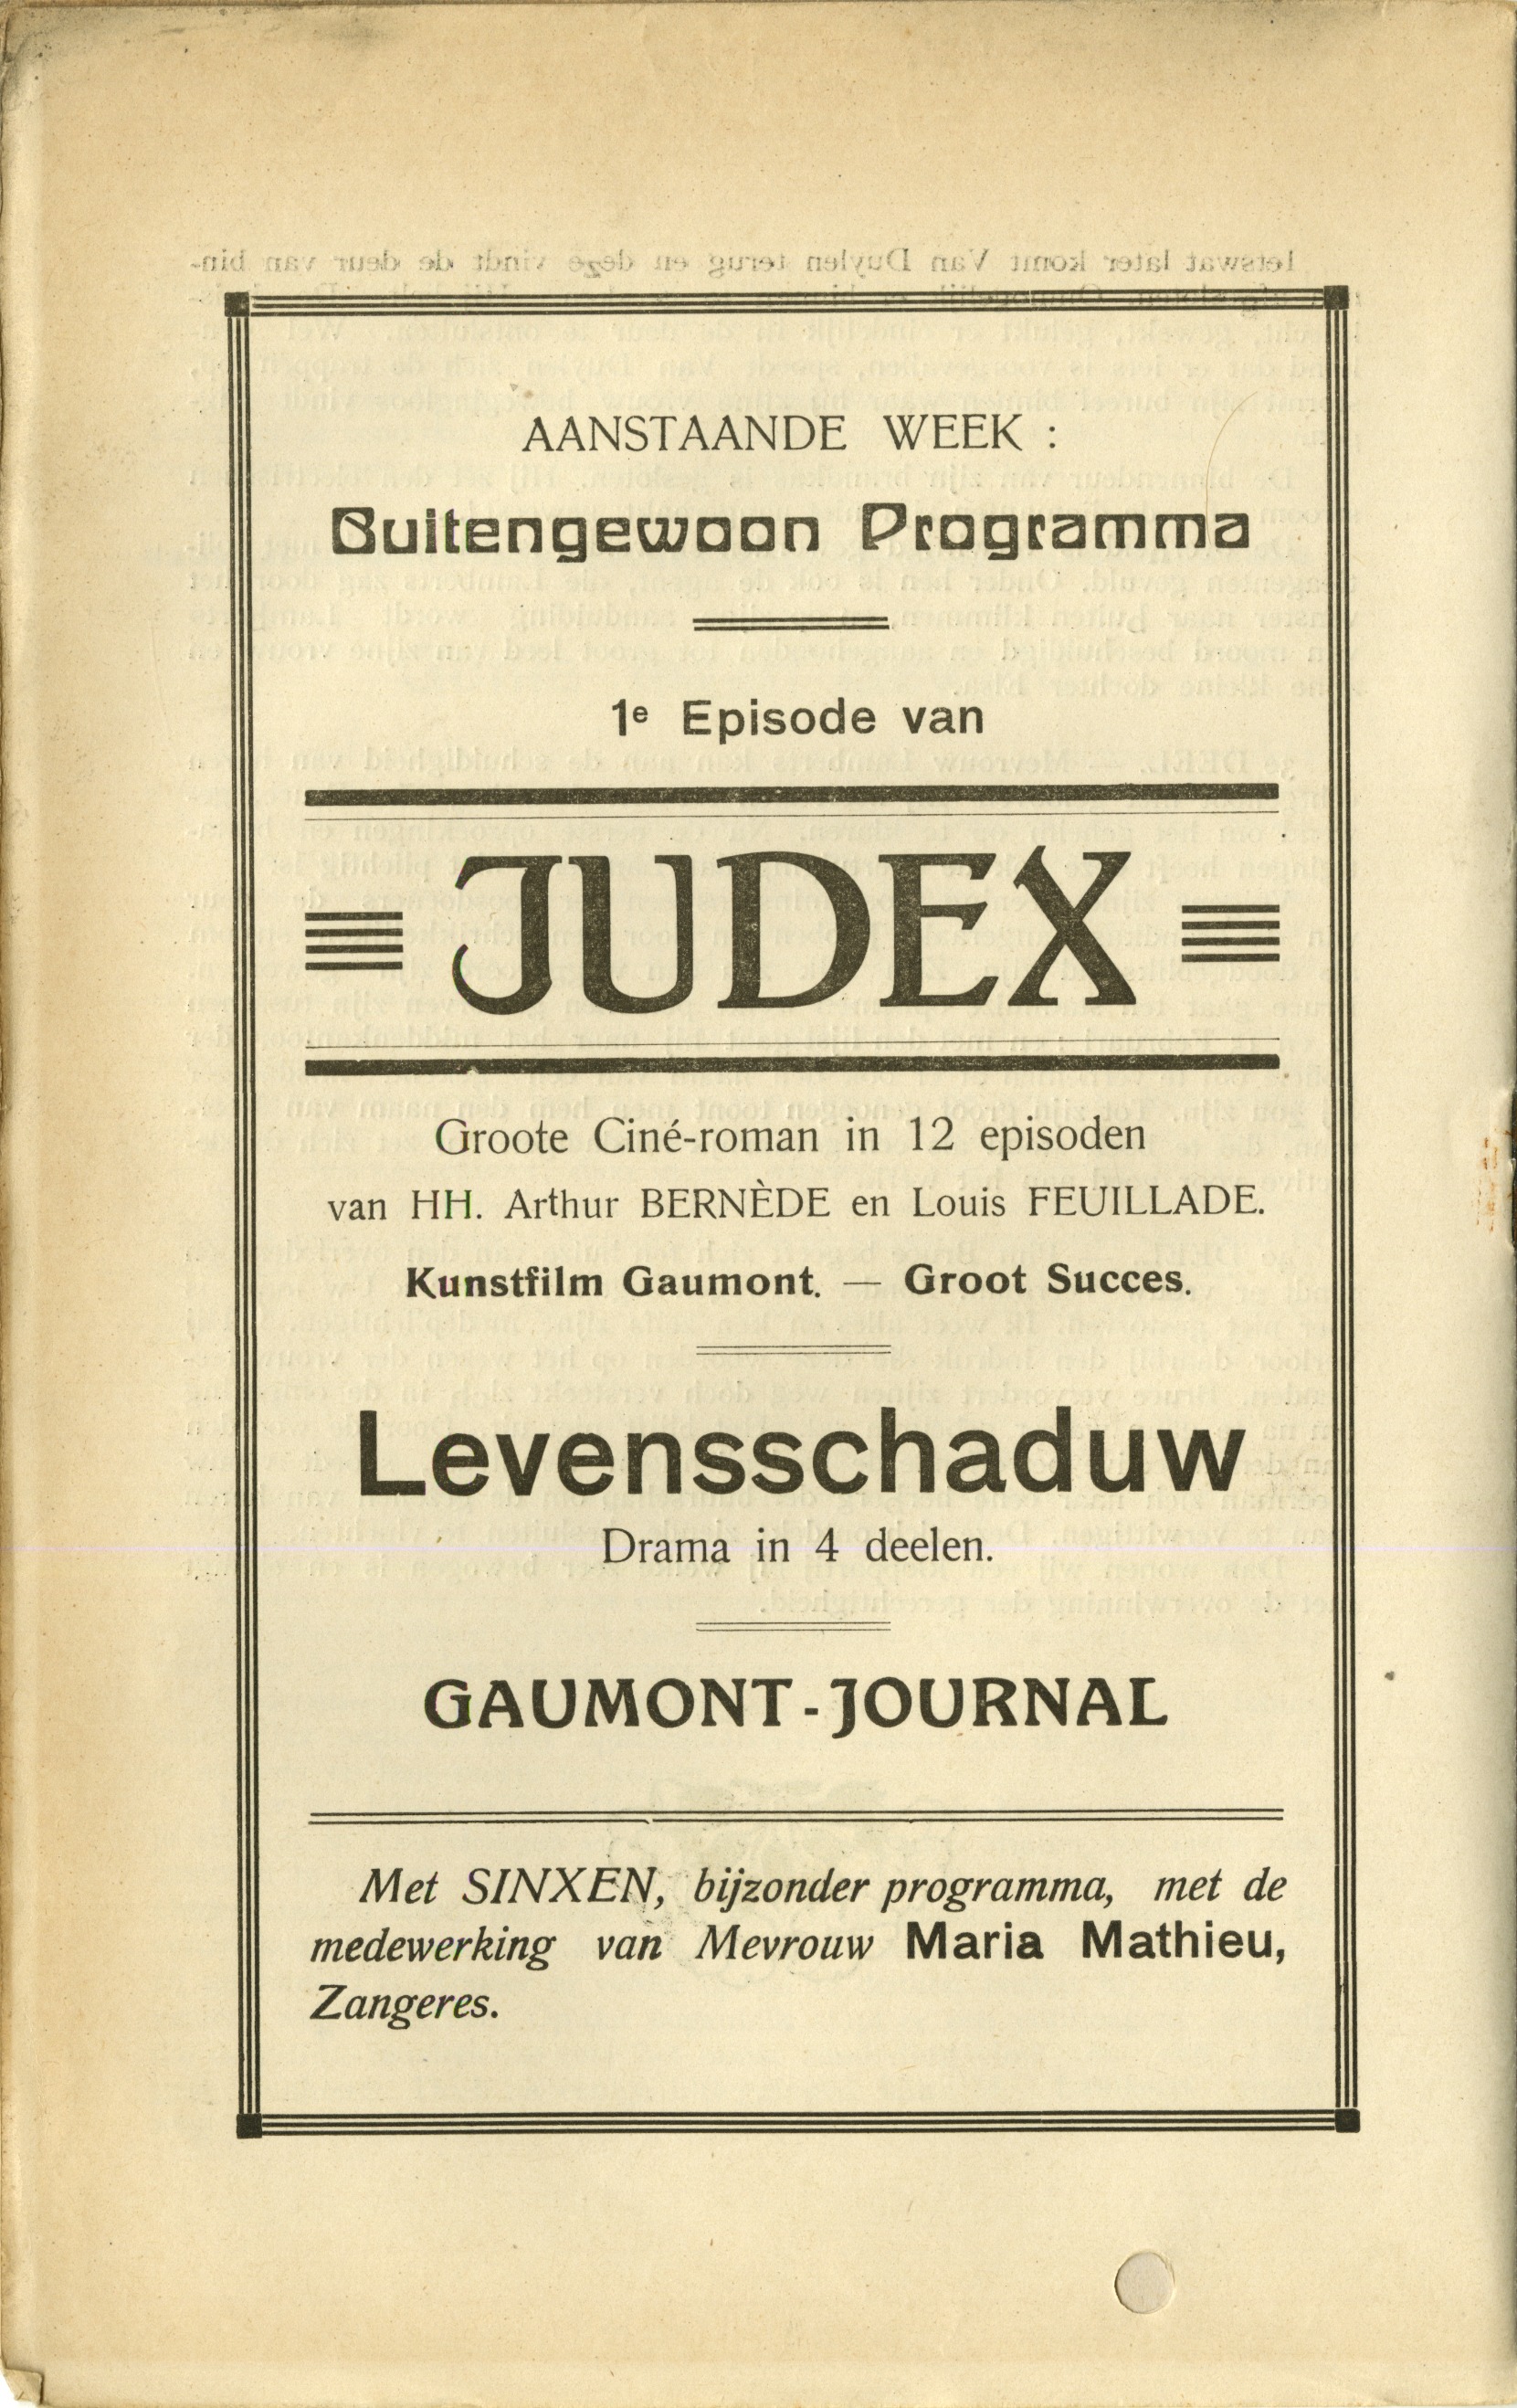 AANSTAANDE WEEK :
Buitengewoon Programma
1e Episode van
JUDEX
Groote Ciné-roman in 12 episoden
van HH. Arthur BERNÈDE en Louis FEUILLADE.
Kunstfilm Gaumont. — Groot Succes.
Levensschaduw
Drama in 4 deelen.
GAUMONT-JOURNAL
Met SINXEN, bijzonder programma, met de
medewerking van Mevrouw Maria Mathieu,
Zangeres.